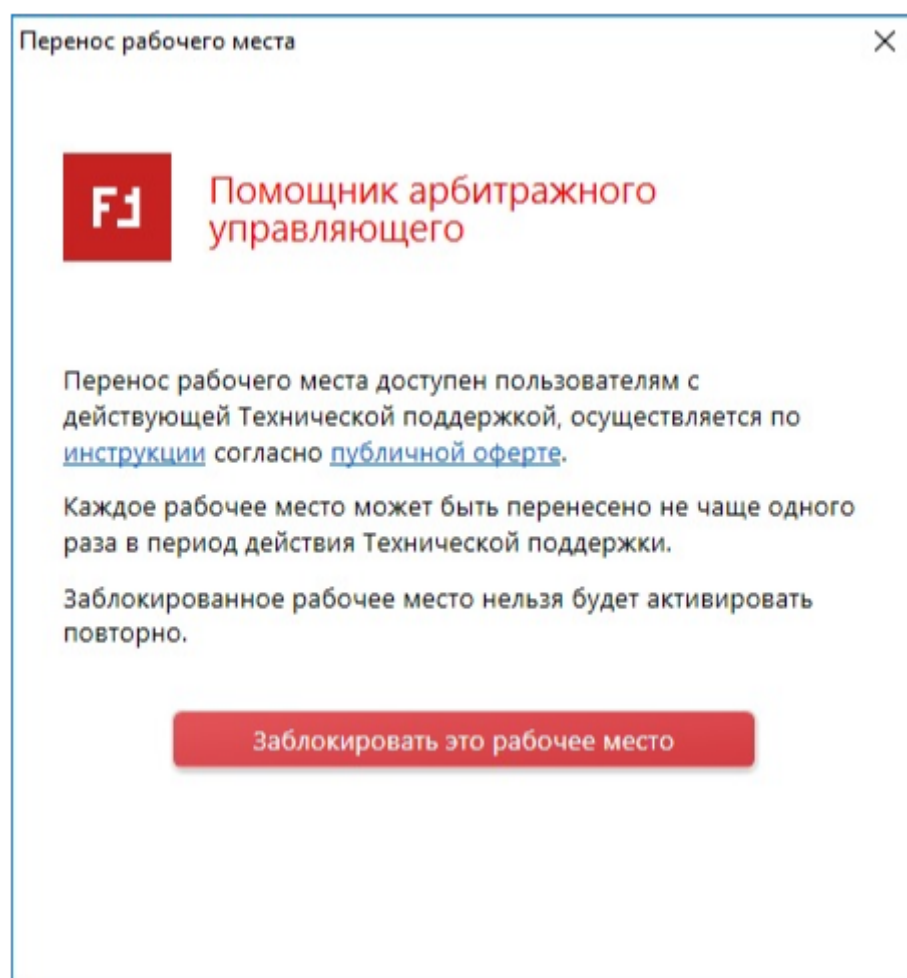 Перенос рабочего места
Помощник арбитражного
управляющего
Перенос рабочего места доступен пользователям с
действующей Технической поддержкой, осуществляется по
инструкции согласно публичной оферте.
Каждое рабочее место может быть перенесено не чаще одного
раза в период действия Технической поддержки.
Заблокированное рабочее место нельзя будет активировать
повторно.
Заблокировать это рабочее место